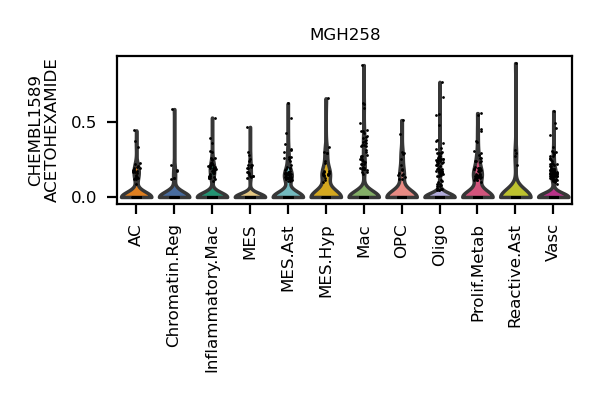 MGH258
CHEMBL1589
ACETOHEXAMIDE
0.5
0.0
AC
Chromatin.Reg
Inflammatory.Mac
MES
MES.Ast
MES.Hyp
Mac
OPC
Oligo
Prolif.Metab
Reactive.Ast
Vasc